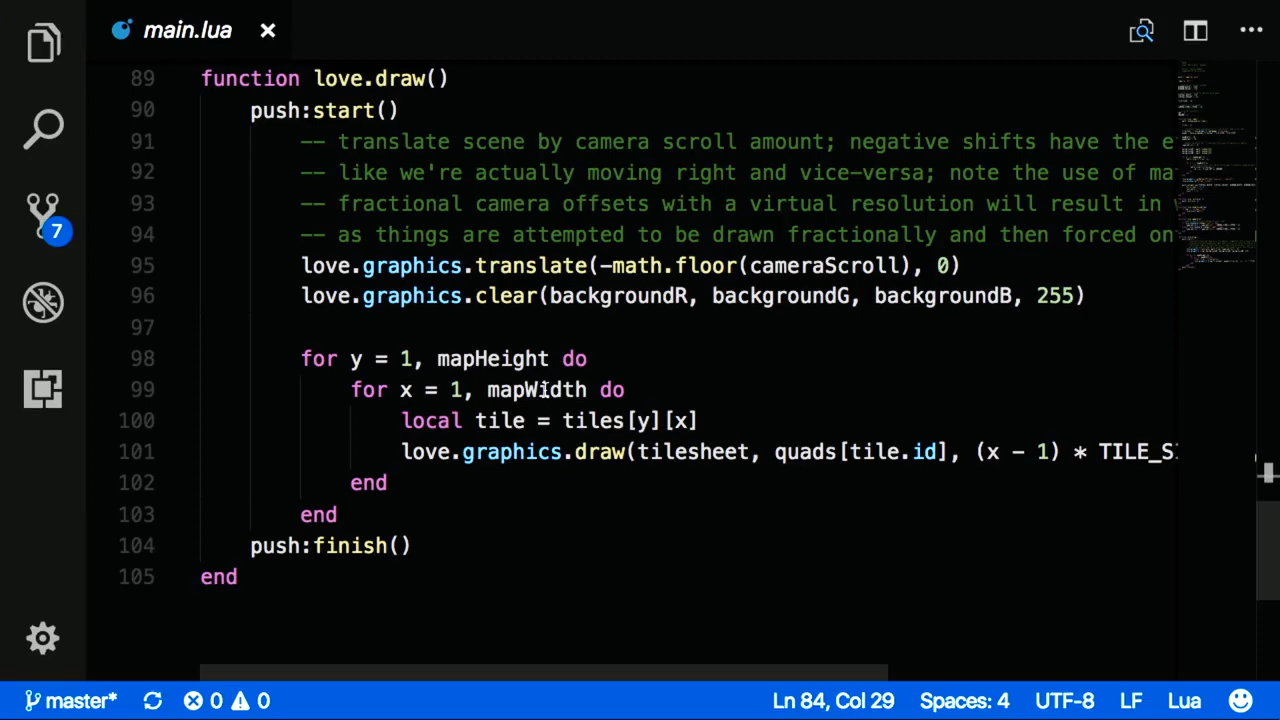 main.lua
89 function love.draw()
90 push:start()
91 -- translate scene by camera scroll amount; negative shifts have the e
92 -- like we're actually moving right and vice-versa; note the use of ma
93 -- fractional camera offsets with a virtual resolution will result in
94 -- as things are attempted to be drawn fractionally and then forced on
95 love.graphics.translate(-math.floor(cameraScroll), 0)
96 love.graphics.clear(backgroundR, backgroundG, backgroundB, 255)
97
98 for y = 1, mapHeight do
99 for x = 1, mapWidth do
100 local tile = tiles[y][x]
101 love.graphics.draw(tilesheet, quads[tile.id], (x - 1) * TILE_SI
102 end
103 end
104 push:finish()
105 end
7
master* 0 0 Ln 84, Col 29 Spaces: 4 UTF-8 LF Lua